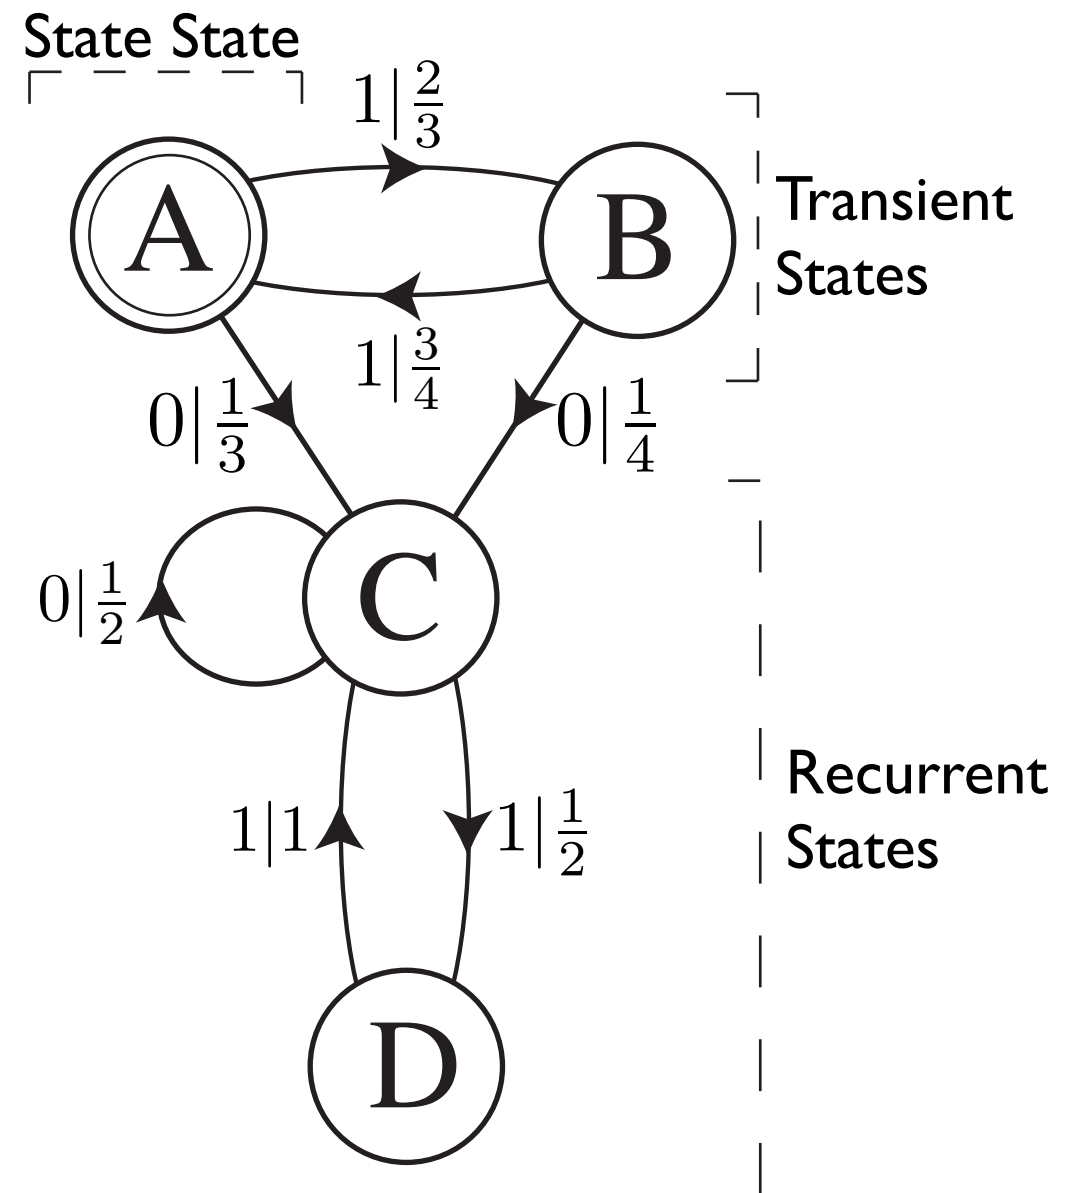 State State
1|2/3
A
B
Transient
States
1|3/4
0|1/3
0|1/4
0|1/2
C
Recurrent
States
1|1
1|1/2
D